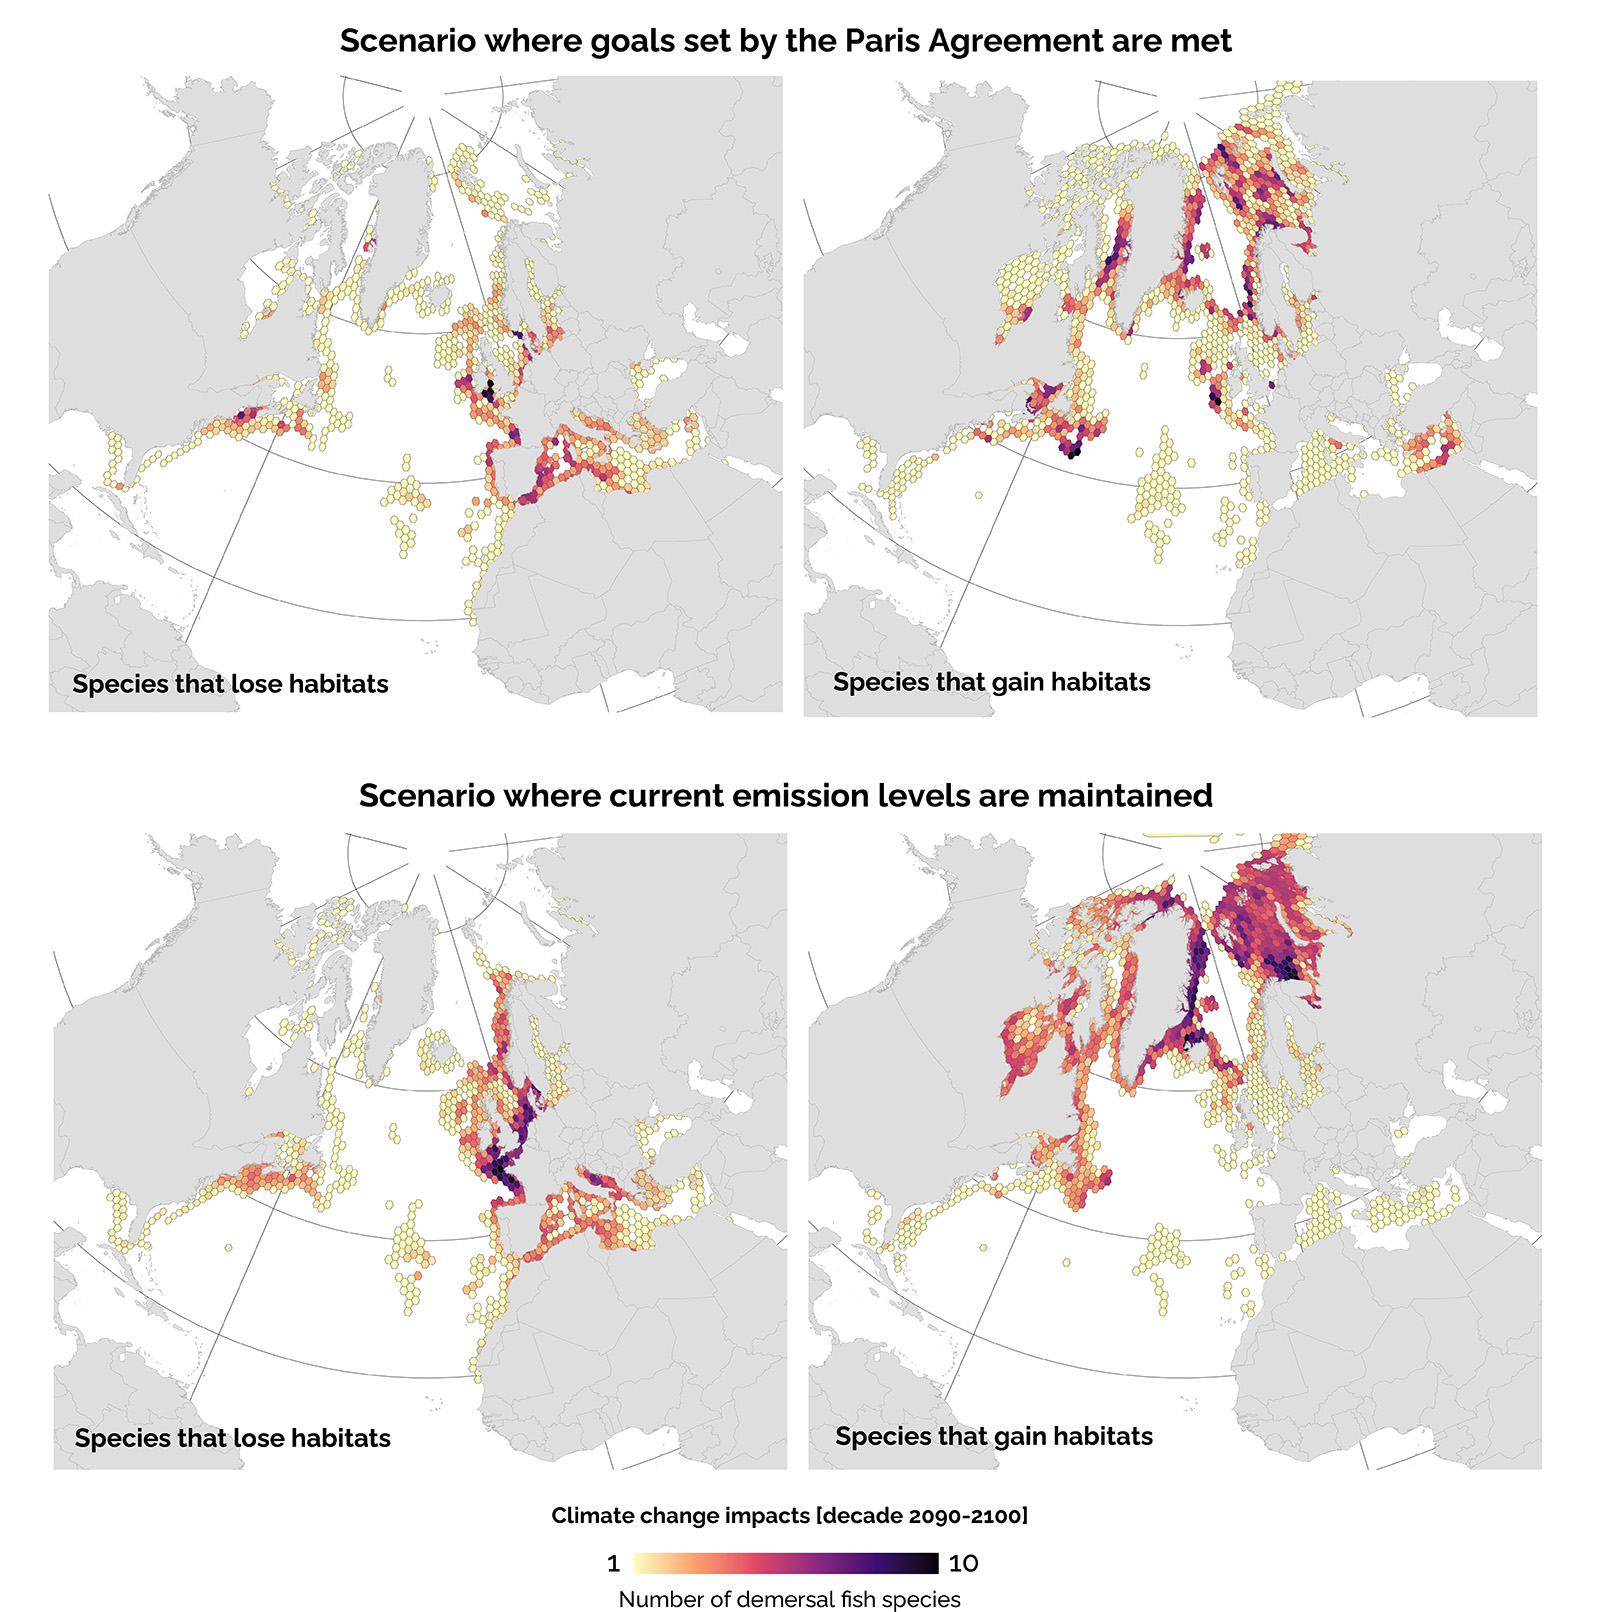 Scenario where goals set by the Paris Agreement are met
Species that lose habitats
Species that gain habitats
Scenario where current emission levels are maintained
Species that lose habitats
Species that gain habitats
Climate change impacts [decade 2090-2100]
1 10
Number of demersal fish species